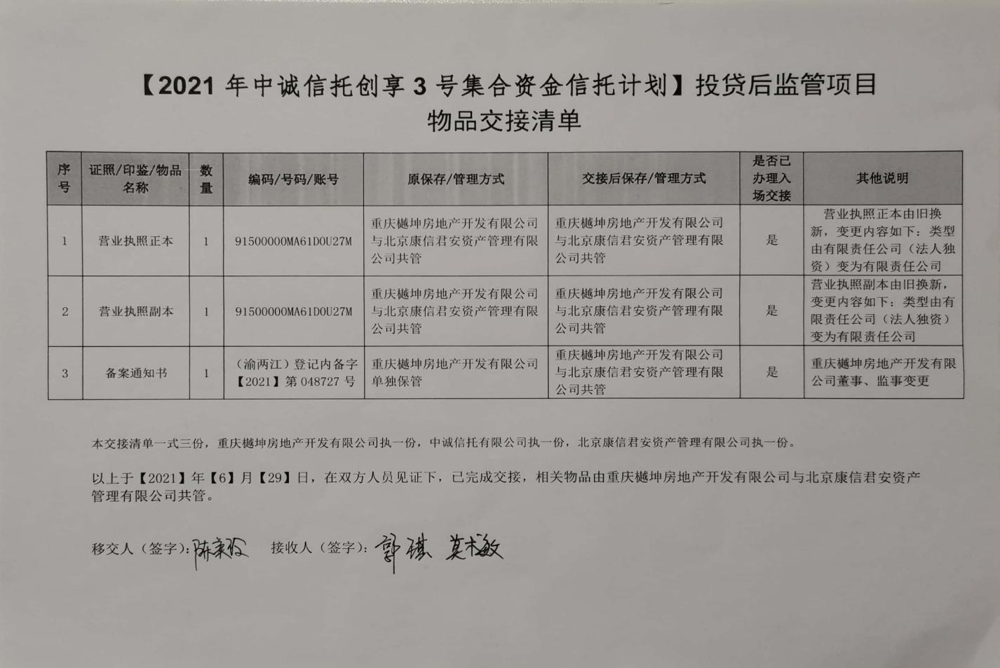 【2021 年中诚信托创享 3 号集合资金信托计划】投贷后监管项目
物品交接清单
序号 证照/印鉴/物品名称 数量 编码/号码/账号 原保存/管理方式 交接后保存/管理方式 是否已办理入场交接 其他说明
1 营业执照正本 1 91500000MA61D0U27M 重庆樾坤房地产开发有限公司与北京康信君安资产管理有限公司共管 重庆樾坤房地产开发有限公司与北京康信君安资产管理有限公司共管 是 营业执照正本由旧换新，变更内容如下：类型由有限责任公司（法人独资）变为有限责任公司
2 营业执照副本 1 91500000MA61D0U27M 重庆樾坤房地产开发有限公司与北京康信君安资产管理有限公司共管 重庆樾坤房地产开发有限公司与北京康信君安资产管理有限公司共管 是 营业执照副本由旧换新，变更内容如下：类型由有限责任公司（法人独资）变为有限责任公司
3 备案通知书 1 （渝两江）登记内备字【2021】第 048727 号 重庆樾坤房地产开发有限公司单独保管 重庆樾坤房地产开发有限公司与北京康信君安资产管理有限公司共管 是 重庆樾坤房地产开发有限公司董事、监事变更
本交接清单一式三份，重庆樾坤房地产开发有限公司执一份，中诚信托有限公司执一份，北京康信君安资产管理有限公司执一份。
以上于【2021】年【6】月【29】日，在双方人员见证下，已完成交接，相关物品由重庆樾坤房地产开发有限公司与北京康信君安资产
管理有限公司共管。
移交人（签字）： 接收人（签字）：郭琪